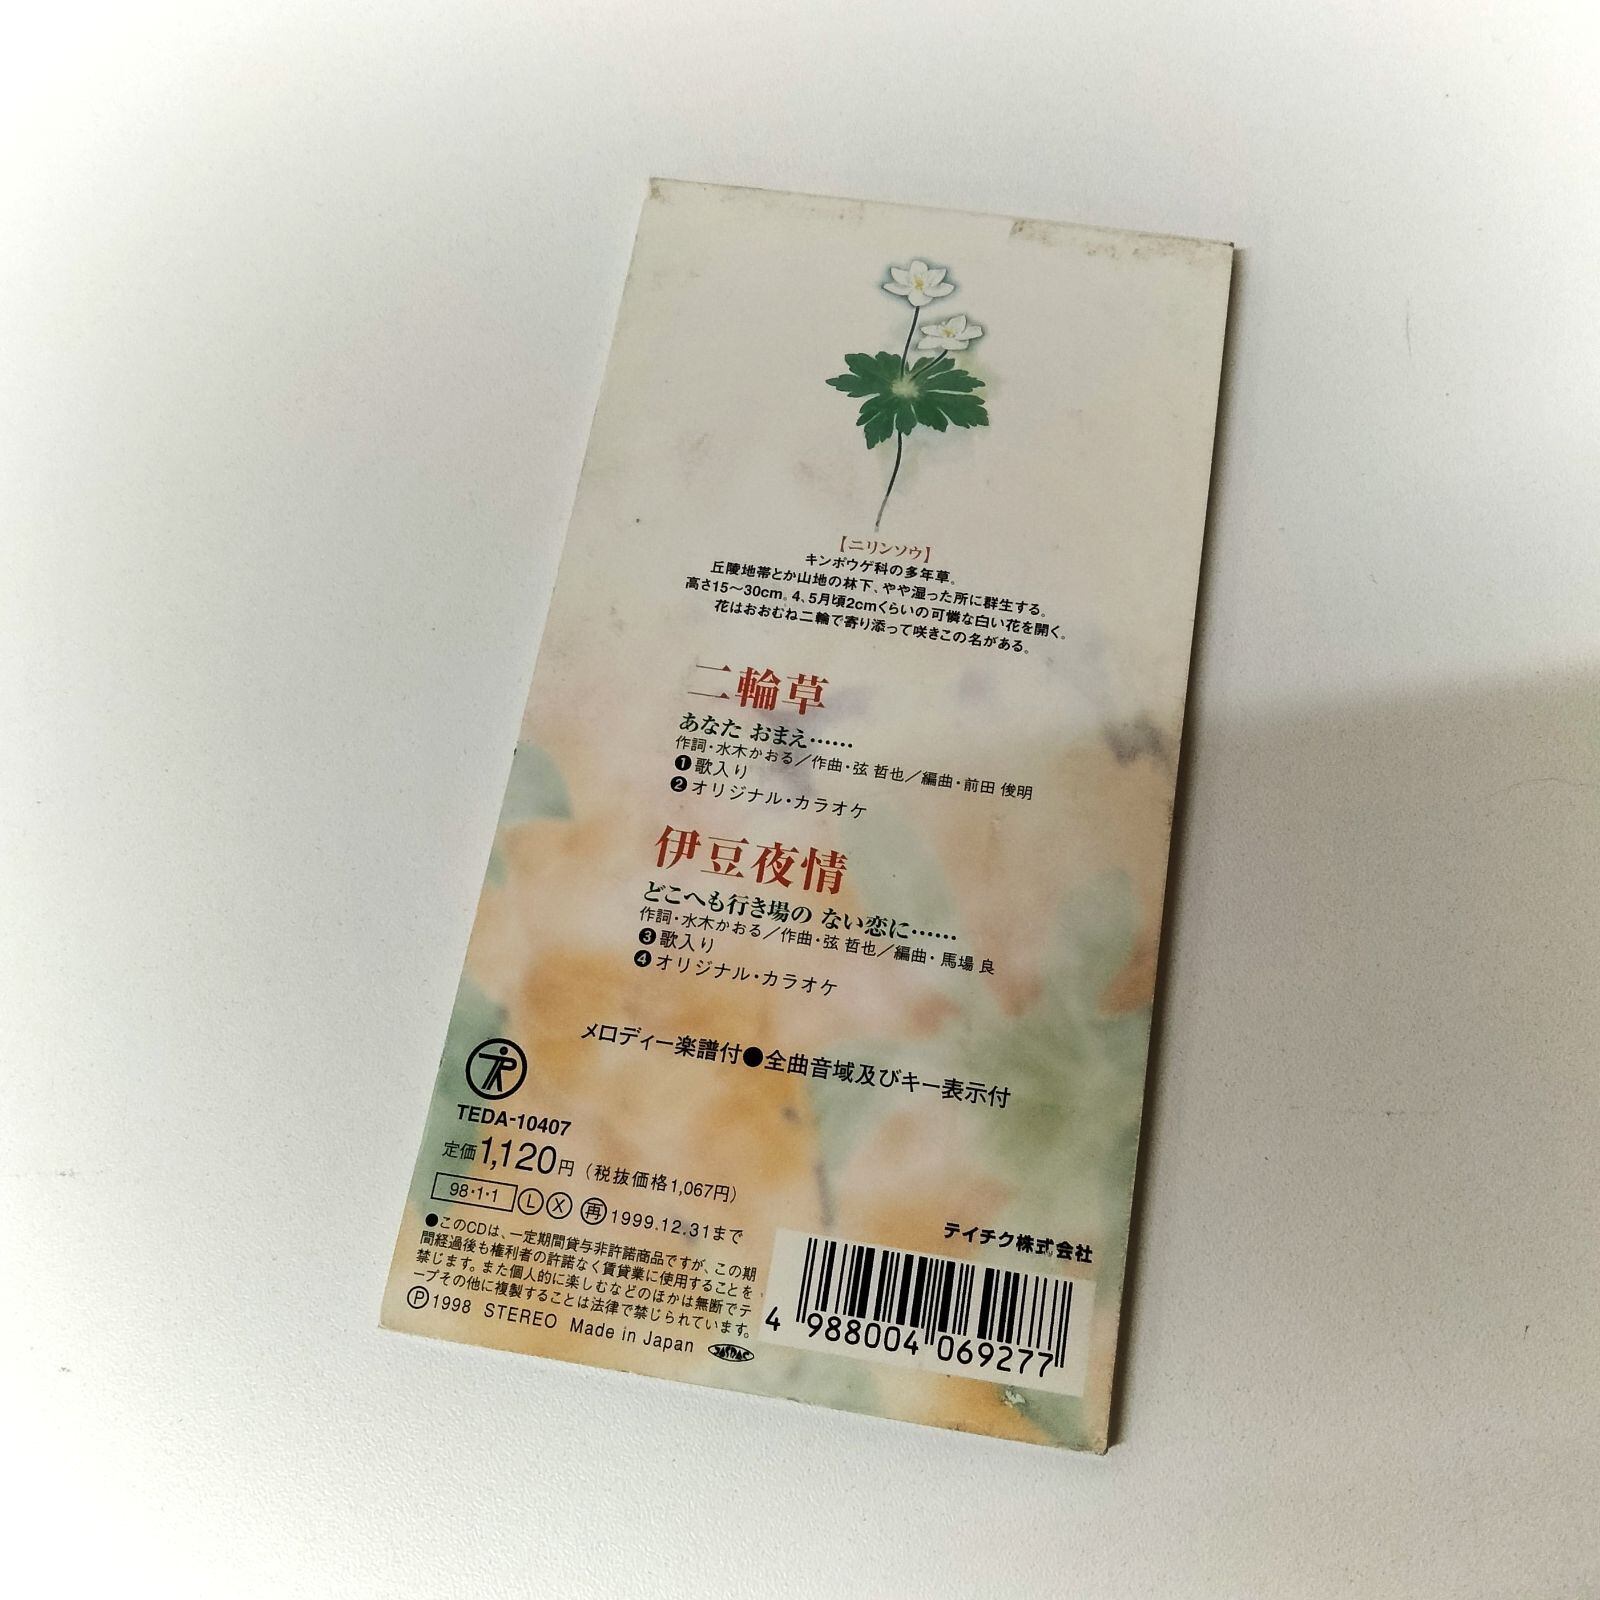 【ニリンソウ】
キンポウゲ科の多年草。
丘陵地帯とか山地の林下、やや湿った所に群生する。
高さ15〜30cm。4、5月頃2cmくらいの可憐な白い花を開く。
花はおおむね二輪で寄り添って咲きこの名がある。
二輪草
あなた おまえ……
作詞・水木かおる／作曲・弦 哲也／編曲・前田 俊明
❶歌入り
❷オリジナル・カラオケ
伊豆夜情
どこへも行き場の ない恋に……
作詞・水木かおる／作曲・弦 哲也／編曲・馬場 良
❸歌入り
❹オリジナル・カラオケ
メロディー楽譜付●全曲音域及びキー表示付
TEDA-10407
定価1,120円（税抜価格1,067円）
98・1・1 Ⓛ Ⓧ ㊢再1999.12.31まで
●このCDは、一定期間貸与非許諾商品ですが、この期
間経過後も権利者の許諾なく賃貸業に使用することを
禁じます。また個人的に楽しむなどのほかは無断でテ
ープその他に複製することは法律で禁じられています。
Ⓟ1998 STEREO Made in Japan JASRAC
テイチク株式会社
4 988004 069277